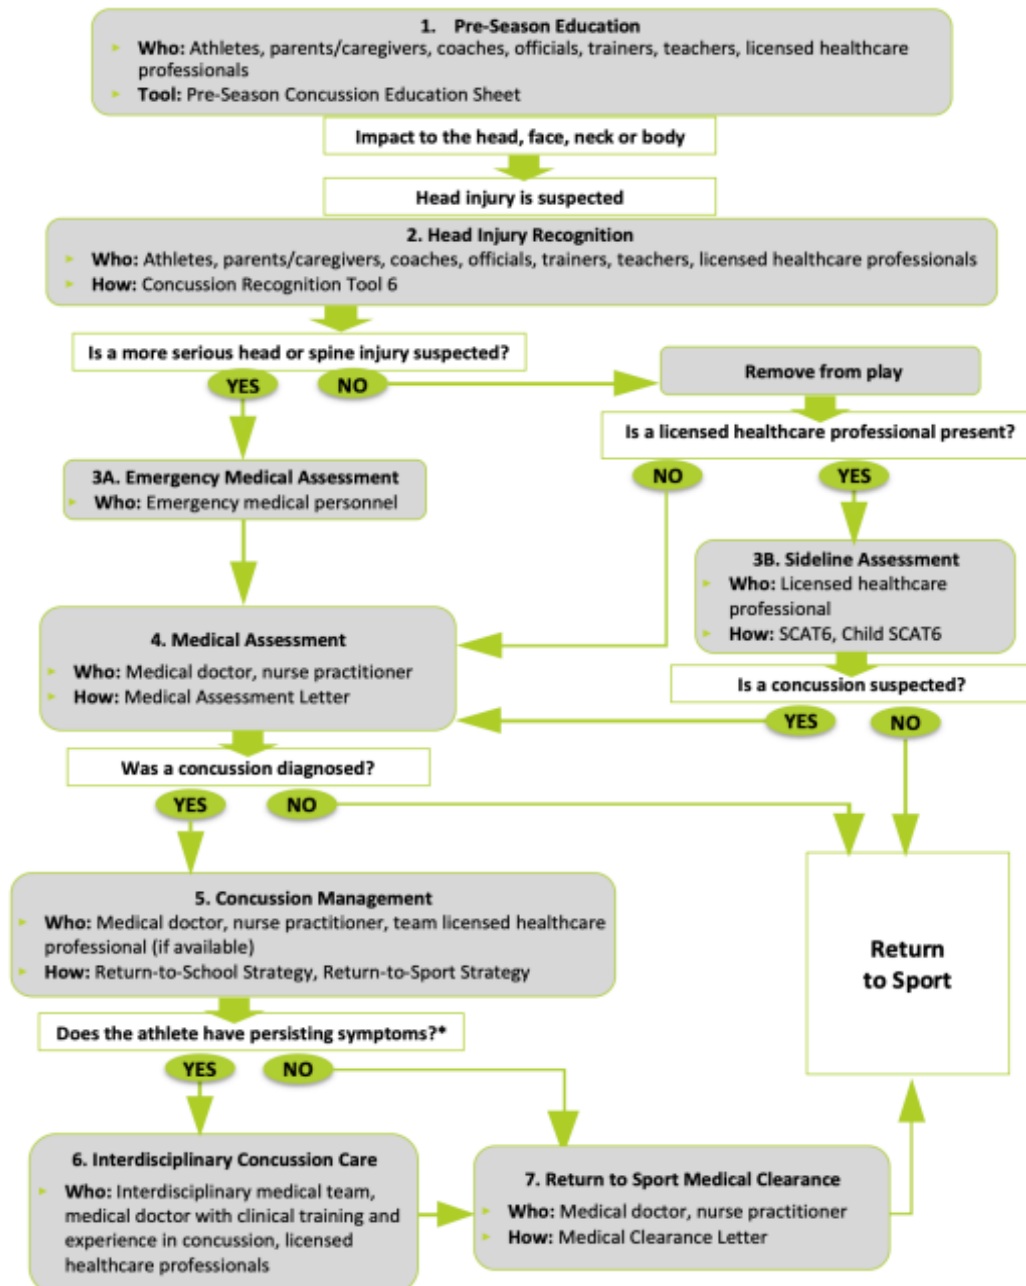 1. Pre-Season Education
Who: Athletes, parents/caregivers, coaches, officials, trainers, teachers, licensed healthcare
professionals
Tool: Pre-Season Concussion Education Sheet
Impact to the head, face, neck or body
Head injury is suspected
2. Head Injury Recognition
Who: Athletes, parents/caregivers, coaches, officials, trainers, teachers, licensed healthcare professionals
How: Concussion Recognition Tool 6
Is a more serious head or spine injury suspected?
YES
NO
Remove from play
Is a licensed healthcare professional present?
NO
YES
3A. Emergency Medical Assessment
Who: Emergency medical personnel
3B. Sideline Assessment
Who: Licensed healthcare
professional
How: SCAT6, Child SCAT6
Is a concussion suspected?
YES
NO
4. Medical Assessment
Who: Medical doctor, nurse practitioner
How: Medical Assessment Letter
Was a concussion diagnosed?
YES
NO
5. Concussion Management
Who: Medical doctor, nurse practitioner, team licensed healthcare
professional (if available)
How: Return-to-School Strategy, Return-to-Sport Strategy
Does the athlete have persisting symptoms?*
YES
NO
Return
to Sport
6. Interdisciplinary Concussion Care
Who: Interdisciplinary medical team,
medical doctor with clinical training and
experience in concussion, licensed
healthcare professionals
7. Return to Sport Medical Clearance
Who: Medical doctor, nurse practitioner
How: Medical Clearance Letter